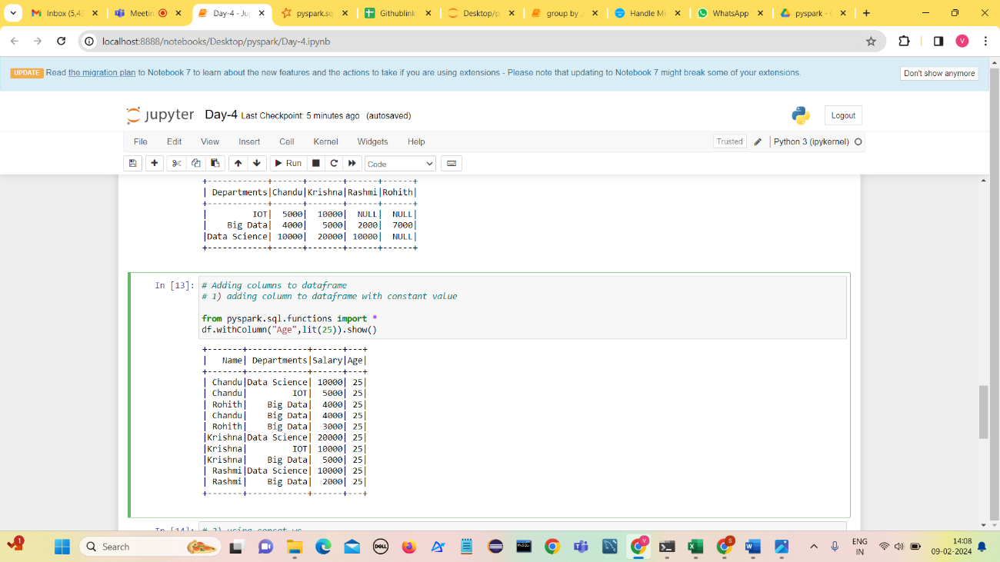 Inbox (5,43
Meetin
Day-4 - Ju
pyspark.sq
Githublink
Desktop/p
group by
Handle Mi
WhatsApp
pyspark -
localhost:8888/notebooks/Desktop/pyspark/Day-4.ipynb
V
UPDATE Read the migration plan to Notebook 7 to learn about the new features and the actions to take if you are using extensions - Please note that updating to Notebook 7 might break some of your extensions.
Don't show anymore
jupyter Day-4 Last Checkpoint: 5 minutes ago (autosaved)
Logout
File Edit View Insert Cell Kernel Widgets Help
Trusted Python 3 (ipykernel)
Run Code
+------------+------+-------+------+------+
| Departments|Chandu|Krishna|Rashmi|Rohith|
+------------+------+-------+------+------+
|         IOT|  5000|  10000|  NULL|  NULL|
|    Big Data|  4000|   5000|  2000|  7000|
|Data Science| 10000|  20000| 10000|  NULL|
+------------+------+-------+------+------+
In [13]:
# Adding columns to dataframe
# 1) adding column to dataframe with constant value
from pyspark.sql.functions import *
df.withColumn("Age",lit(25)).show()
+-------+------------+------+---+
|   Name| Departments|Salary|Age|
+-------+------------+------+---+
| Chandu|Data Science| 10000| 25|
| Chandu|         IOT|  5000| 25|
| Rohith|    Big Data|  4000| 25|
| Chandu|    Big Data|  4000| 25|
| Rohith|    Big Data|  3000| 25|
|Krishna|Data Science| 20000| 25|
|Krishna|         IOT| 10000| 25|
|Krishna|    Big Data|  5000| 25|
| Rashmi|Data Science| 10000| 25|
| Rashmi|    Big Data|  2000| 25|
+-------+------------+------+---+
In [14]: # 2) using concat_ws
1
Search
DELL
V
S
ENG
IN
14:08
09-02-2024